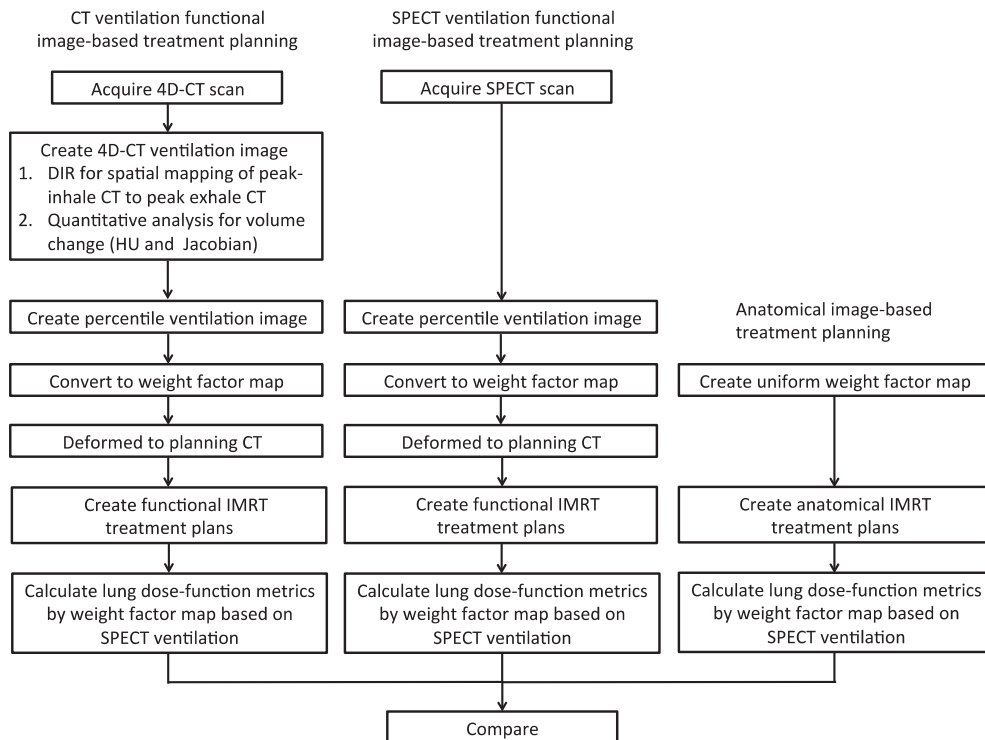 CT ventilation functional
image-based treatment planning
Acquire 4D-CT scan
Create 4D-CT ventilation image
1. DIR for spatial mapping of peak-
inhale CT to peak exhale CT
2. Quantitative analysis for volume
change (HU and Jacobian)
Create percentile ventilation image
Convert to weight factor map
Deformed to planning CT
Create functional IMRT
treatment plans
Calculate lung dose-function metrics
by weight factor map based on
SPECT ventilation
SPECT ventilation functional
image-based treatment planning
Acquire SPECT scan
Create percentile ventilation image
Convert to weight factor map
Deformed to planning CT
Create functional IMRT
treatment plans
Calculate lung dose-function metrics
by weight factor map based on
SPECT ventilation
Anatomical image-based
treatment planning
Create uniform weight factor map
Create anatomical IMRT
treatment plans
Calculate lung dose-function metrics
by weight factor map based on
SPECT ventilation
Compare